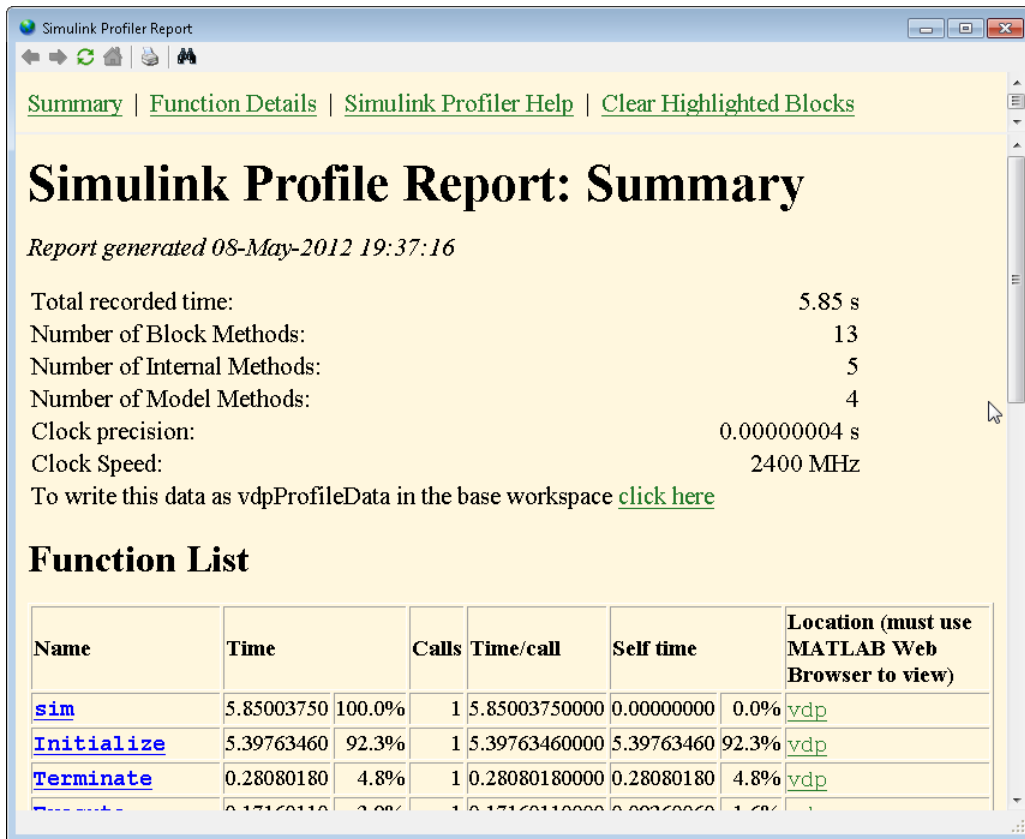 Simulink Profiler Report
Summary | Function Details | Simulink Profiler Help | Clear Highlighted Blocks
Simulink Profile Report: Summary
Report generated 08-May-2012 19:37:16
Total recorded time: 5.85 s
Number of Block Methods: 13
Number of Internal Methods: 5
Number of Model Methods: 4
Clock precision: 0.00000004 s
Clock Speed: 2400 MHz
To write this data as vdpProfileData in the base workspace click here
Function List
Name Time Calls Time/call Self time Location (must use
MATLAB Web
Browser to view)
sim 5.85003750 100.0% 1 5.85003750000 0.00000000 0.0% vdp
Initialize 5.39763460 92.3% 1 5.39763460000 5.39763460 92.3% vdp
Terminate 0.28080180 4.8% 1 0.28080180000 0.28080180 4.8% vdp